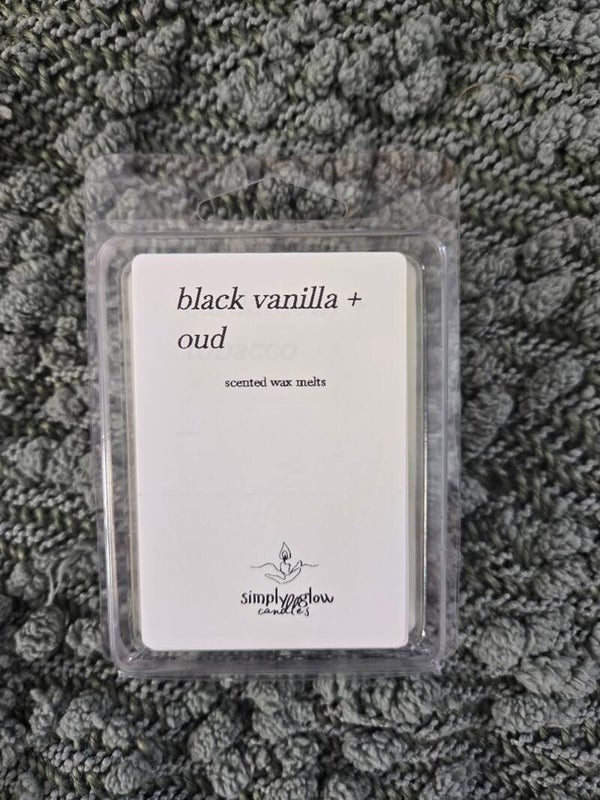 black vanilla +
oud
scented wax melts
simply glow
candles